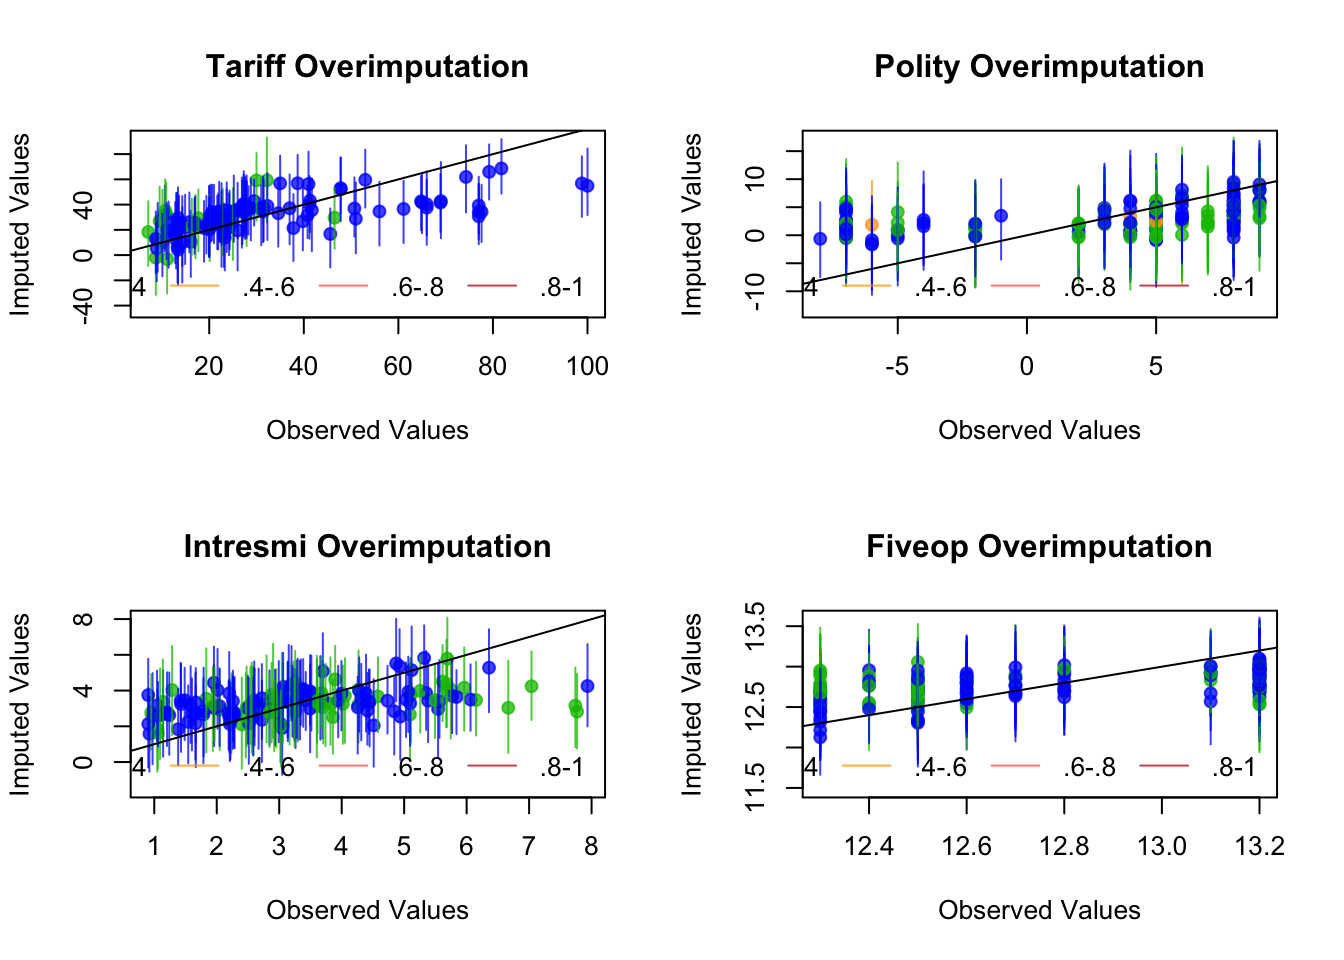 Tariff Overimputation
Imputed Values
-40 0 40
4 .4-.6 .6-.8 .8-1
20 40 60 80 100
Observed Values
Polity Overimputation
Imputed Values
-10 0 10
4 .4-.6 .6-.8 .8-1
-5 0 5
Observed Values
Intresmi Overimputation
Imputed Values
0 4 8
4 .4-.6 .6-.8 .8-1
1 2 3 4 5 6 7 8
Observed Values
Fiveop Overimputation
Imputed Values
11.5 12.5 13.5
4 .4-.6 .6-.8 .8-1
12.4 12.6 12.8 13.0 13.2
Observed Values